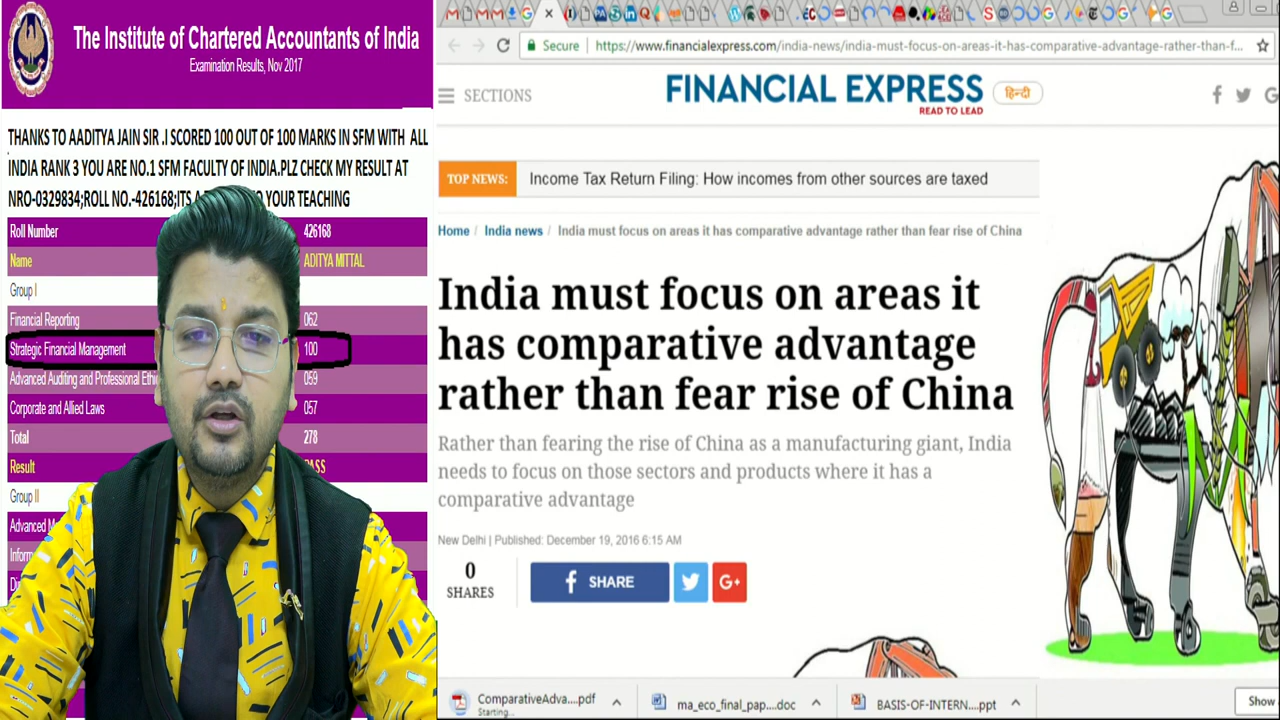 The Institute of Chartered Accountants of India
Examination Results, Nov 2017
THANKS TO AADITYA JAIN SIR .I SCORED 100 OUT OF 100 MARKS IN SFM WITH ALL
INDIA RANK 3 YOU ARE NO.1 SFM FACULTY OF INDIA.PLZ CHECK MY RESULT AT
NRO-0329834;ROLL NO.-426168;ITS A YOUR TEACHING
Roll Number 426168
Name ADITYA MITTAL
Group I
Financial Reporting 062
Strategic Financial Management 100
Advanced Auditing and Professional 059
Corporate and Allied Laws 057
Total 278
Result PASS
Group II
Advanced
Secure https://www.financialexpress.com/india-news/india-must-focus-on-areas-it-has-comparative-advantage-rather-than-f...
SECTIONS
FINANCIAL EXPRESS
READ TO LEAD
हिन्दी
TOP NEWS: Income Tax Return Filing: How incomes from other sources are taxed
Home / India news / India must focus on areas it has comparative advantage rather than fear rise of China
India must focus on areas it
has comparative advantage
rather than fear rise of China
Rather than fearing the rise of China as a manufacturing giant, India
needs to focus on those sectors and products where it has a
comparative advantage
New Delhi | Published: December 19, 2016 6:15 AM
0
SHARES
SHARE
G+
ComparativeAdva....pdf
Starting...
ma_eco_final_pap....doc
BASIS-OF-INTERN....ppt
Show